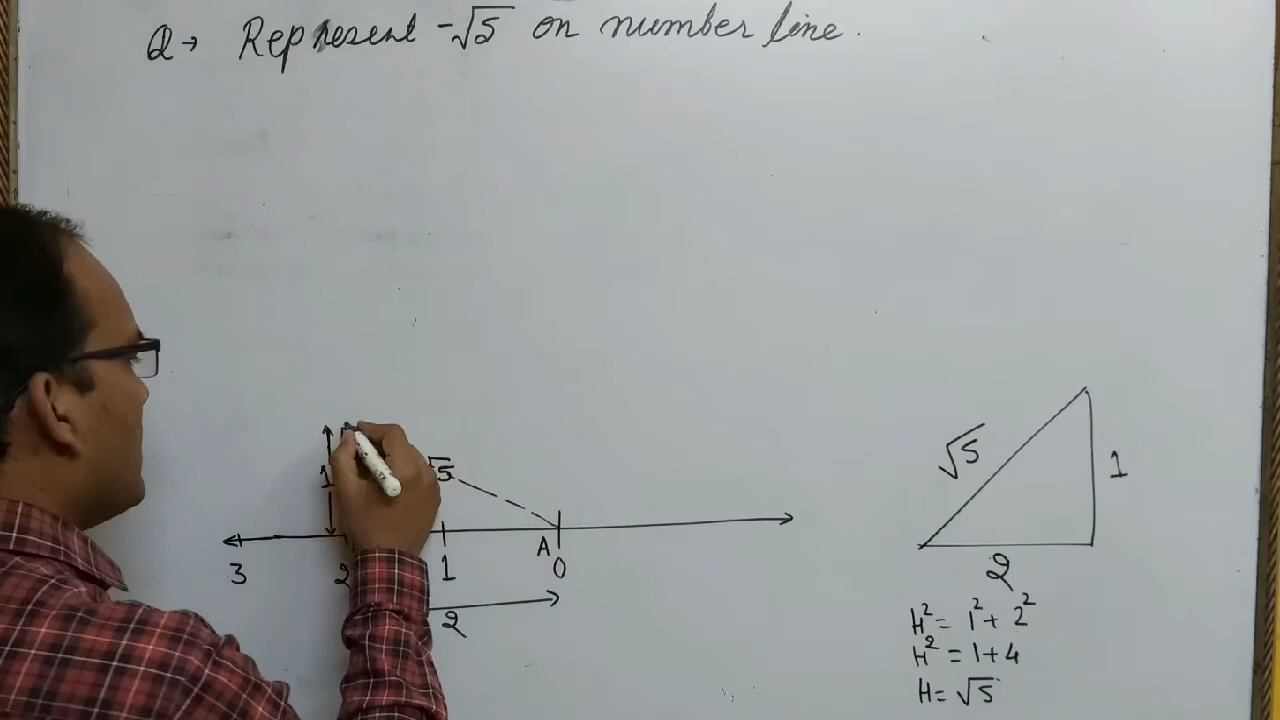 Q→ Represent -√5 on number line.
√5 1
1 √5
A
3 2 1 0
2
2
H² = 1² + 2²
H² = 1+4
H = √5